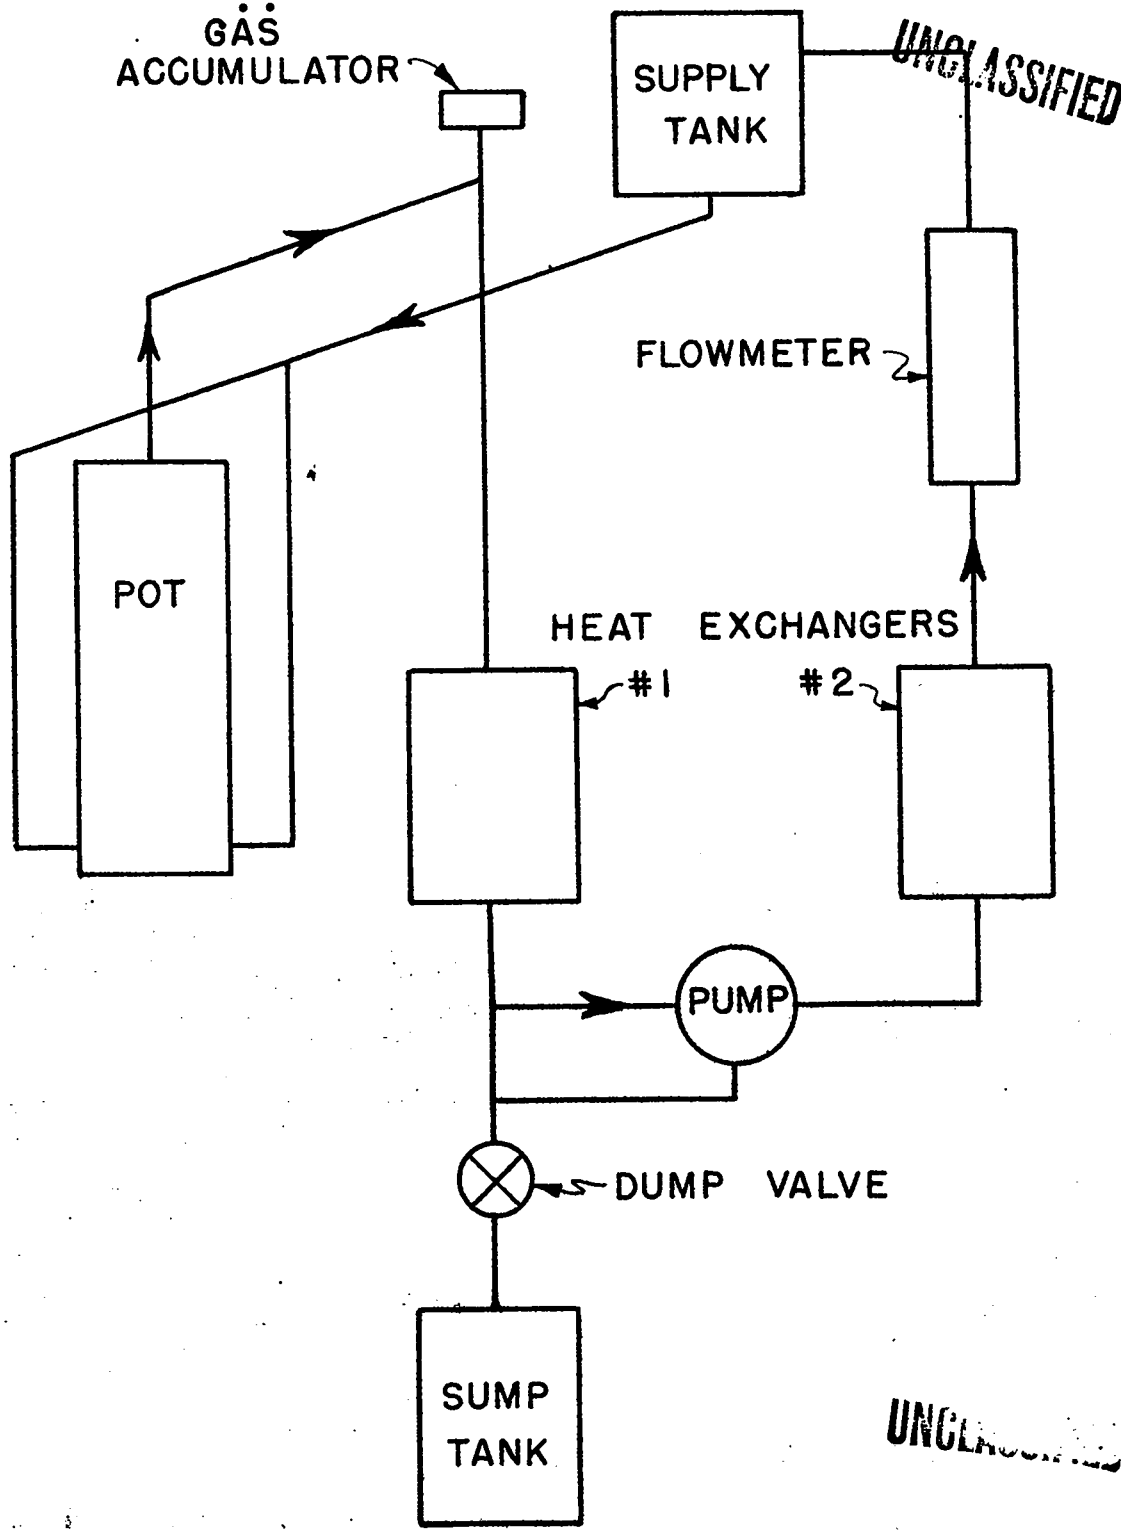 GAS
ACCUMULATOR
SUPPLY
TANK
UNCLASSIFIED
FLOWMETER
POT
HEAT EXCHANGERS
#1
#2
PUMP
DUMP VALVE
SUMP
TANK